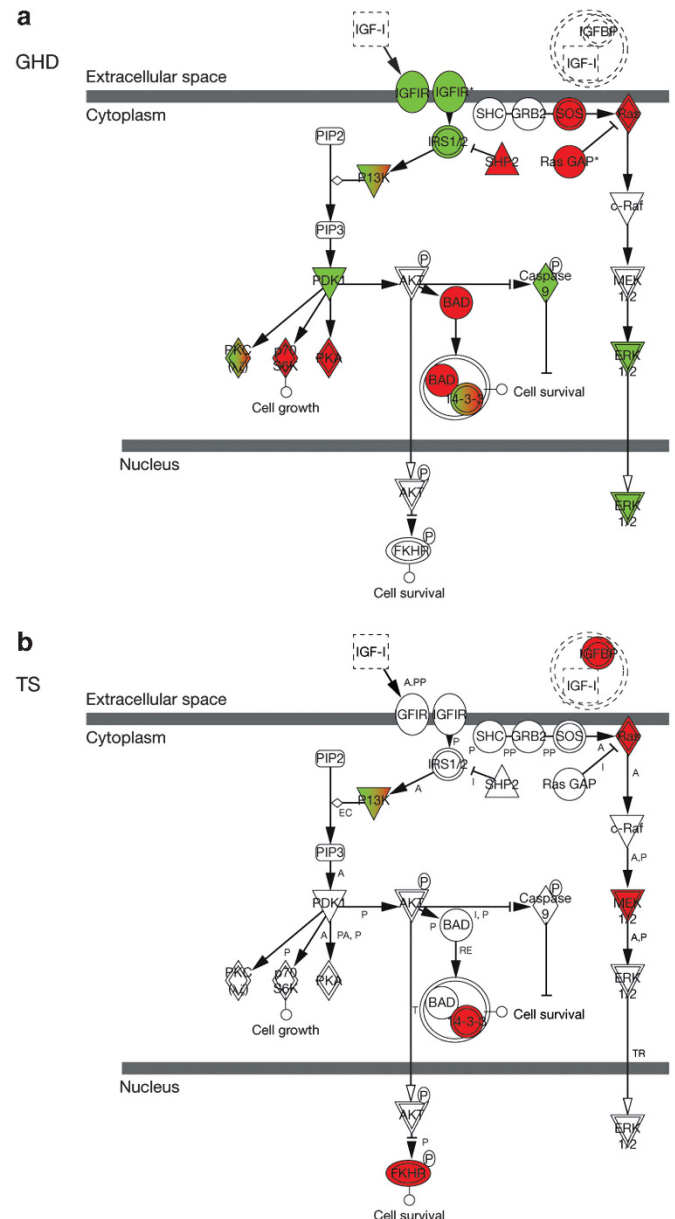 a
GHD
IGF-I
IGFBP
IGF-I
Extracellular space
IGFIR
IGFIR*
Cytoplasm
SHC
GRB2
SOS
Ras
PIP2
IRS1/2
SHP2
Ras GAP*
P13K
c-Raf
PIP3
PDK1
AKT
P
Caspase
9
P
MEK
1/2
BAD
PKC
(λ,ζ)
p70
S6K
PKA
ERK
1/2
BAD
14-3-3
Cell survival
Cell growth
Nucleus
AKT
P
ERK
1/2
FKHR
P
Cell survival
b
TS
IGF-I
IGFBP
IGF-I
A,PP
Extracellular space
GFIR
IGFIR
Cytoplasm
P
P
SHC
PP
GRB2
PP
SOS
A
Ras
PIP2
IRS1/2
I
SHP2
Ras GAP
I
A
P13K
A
EC
c-Raf
PIP3
A
A,P
PDK1
P
AKT
P
I, P
Caspase
9
P
MEK
1/2
A
PA, P
P
BAD
A,P
P
RE
PKC
(λ,ζ)
p70
S6K
PKA
ERK
1/2
BAD
14-3-3
T
Cell survival
Cell growth
TR
Nucleus
AKT
P
ERK
1/2
P
FKHR
P
Cell survival